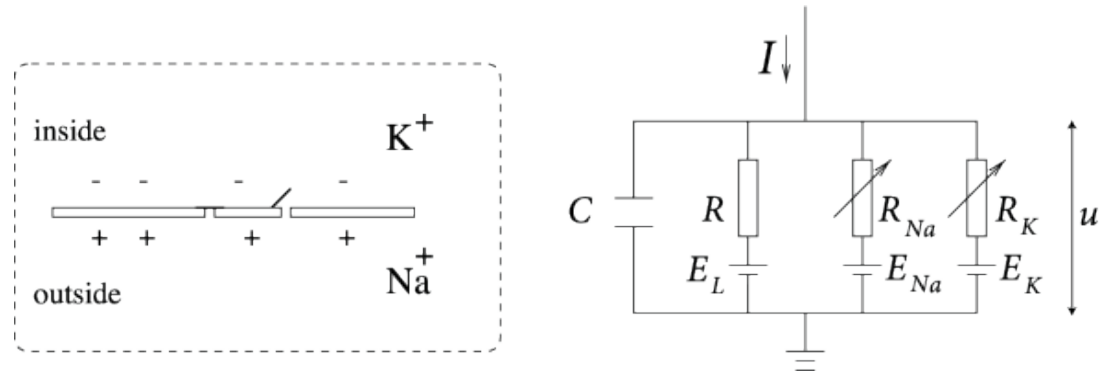 inside
K+
- - - -
+ + + +
Na+
outside
I
C
R
R_Na
R_K
u
E_L
E_Na
E_K